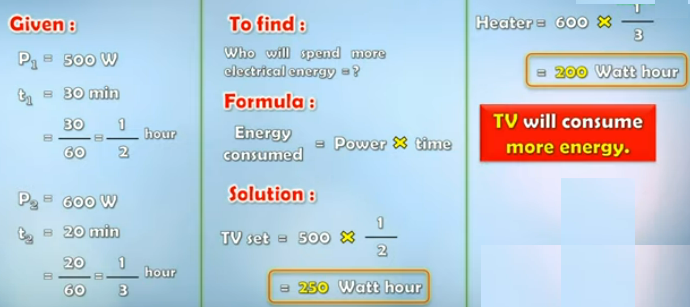 Given :
P₁ = 500 W
t₁ = 30 min
= 30/60 = 1/2 hour
P₂ = 600 W
t₂ = 20 min
= 20/60 = 1/3 hour
To find :
Who will spend more
electrical energy = ?
Formula :
Energy consumed = Power × time
Solution :
TV set = 500 × 1/2
= 250 Watt hour
Heater = 600 × 1/3
= 200 Watt hour
TV will consume
more energy.